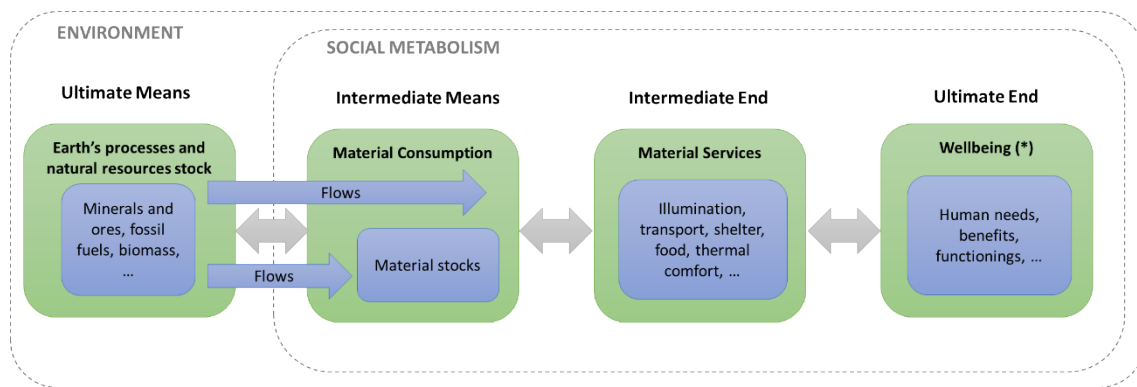 ENVIRONMENT
SOCIAL METABOLISM
Ultimate Means
Intermediate Means
Intermediate End
Ultimate End
Earth's processes and
natural resources stock
Minerals and
ores, fossil
fuels, biomass,
...
Flows
Flows
Material Consumption
Material stocks
Material Services
Illumination,
transport, shelter,
food, thermal
comfort, ...
Wellbeing (*)
Human needs,
benefits,
functionings, ...